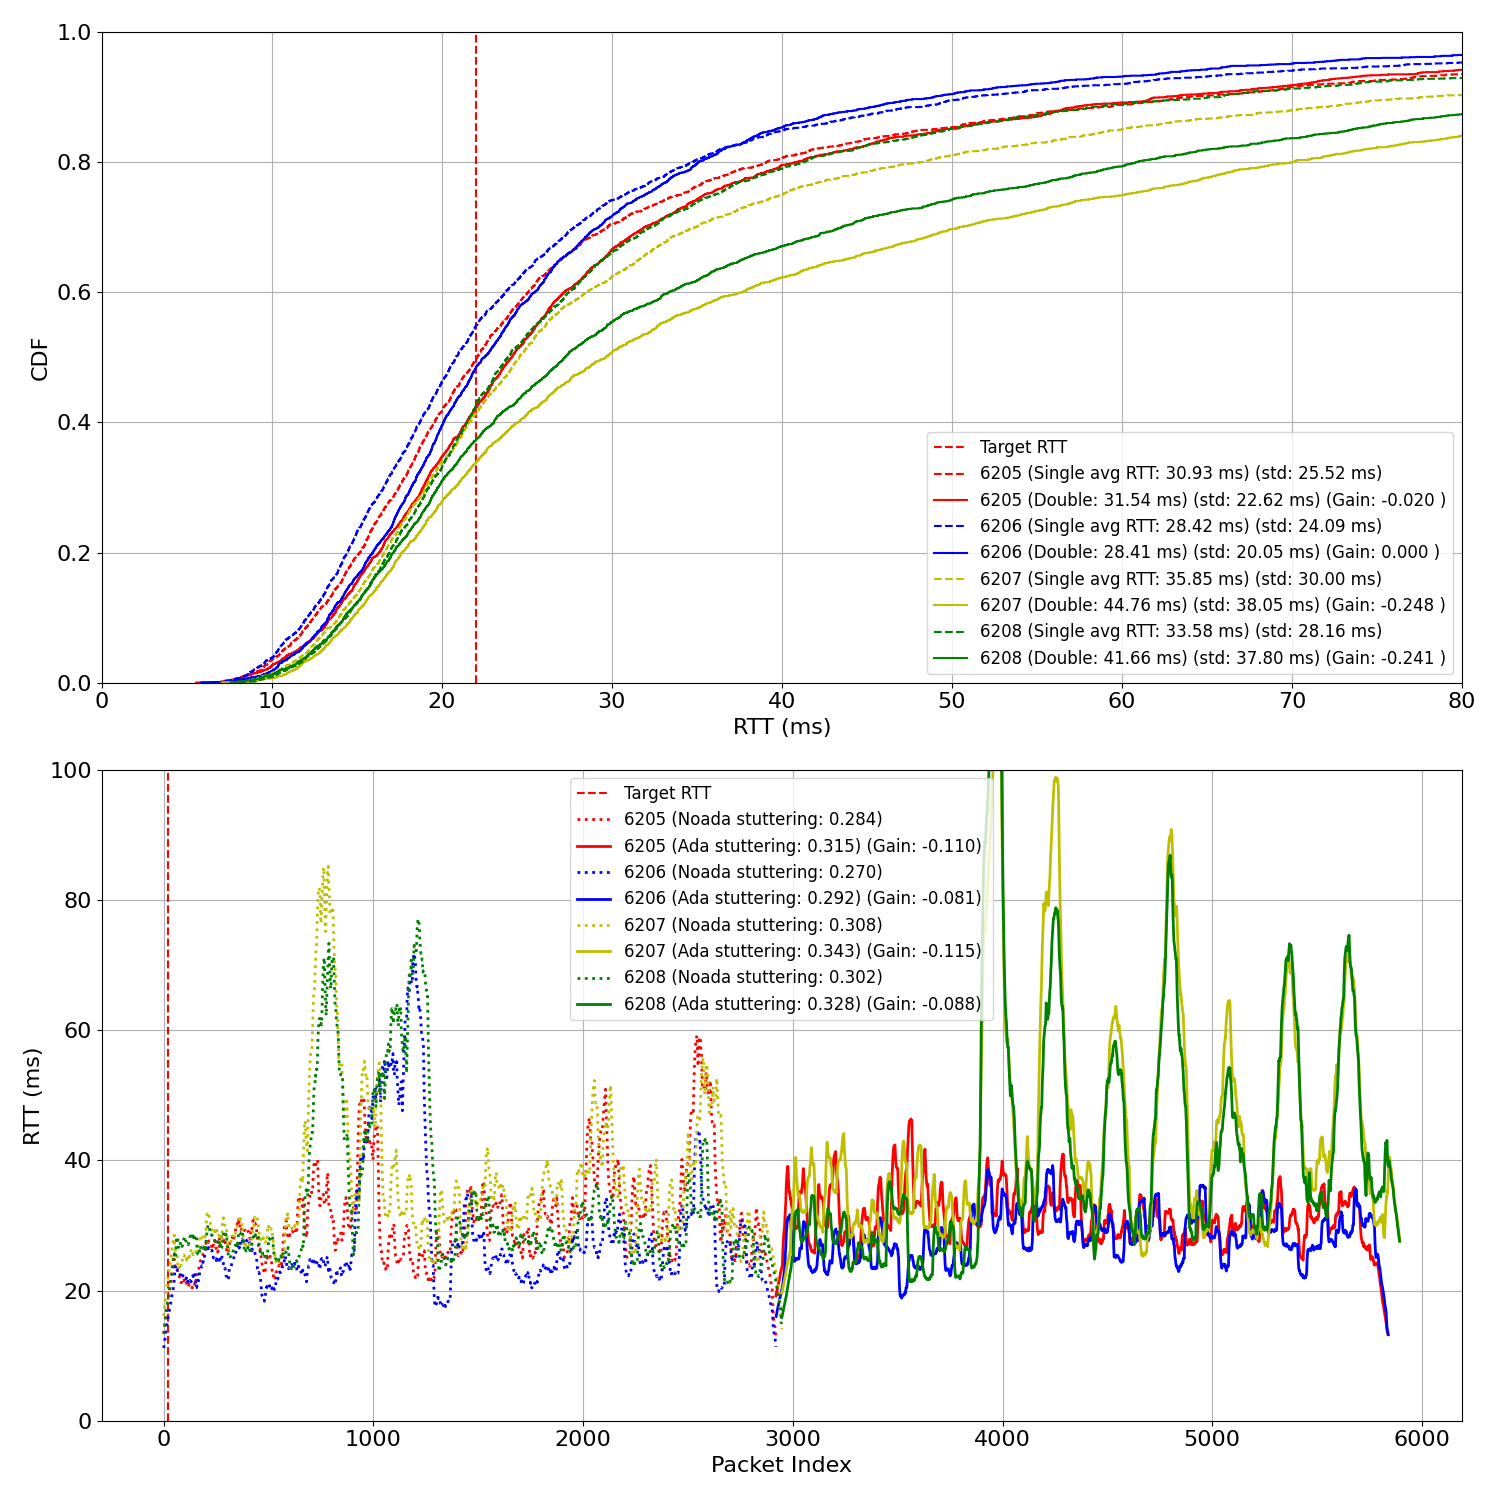 1.0
0.8
0.6
0.4
0.2
0.0
CDF
0 10 20 30 40 50 60 70 80
RTT (ms)
Target RTT
6205 (Single avg RTT: 30.93 ms) (std: 25.52 ms)
6205 (Double: 31.54 ms) (std: 22.62 ms) (Gain: -0.020 )
6206 (Single avg RTT: 28.42 ms) (std: 24.09 ms)
6206 (Double: 28.41 ms) (std: 20.05 ms) (Gain: 0.000 )
6207 (Single avg RTT: 35.85 ms) (std: 30.00 ms)
6207 (Double: 44.76 ms) (std: 38.05 ms) (Gain: -0.248 )
6208 (Single avg RTT: 33.58 ms) (std: 28.16 ms)
6208 (Double: 41.66 ms) (std: 37.80 ms) (Gain: -0.241 )
100
80
60
40
20
0
RTT (ms)
0 1000 2000 3000 4000 5000 6000
Packet Index
Target RTT
6205 (Noada stuttering: 0.284)
6205 (Ada stuttering: 0.315) (Gain: -0.110)
6206 (Noada stuttering: 0.270)
6206 (Ada stuttering: 0.292) (Gain: -0.081)
6207 (Noada stuttering: 0.308)
6207 (Ada stuttering: 0.343) (Gain: -0.115)
6208 (Noada stuttering: 0.302)
6208 (Ada stuttering: 0.328) (Gain: -0.088)